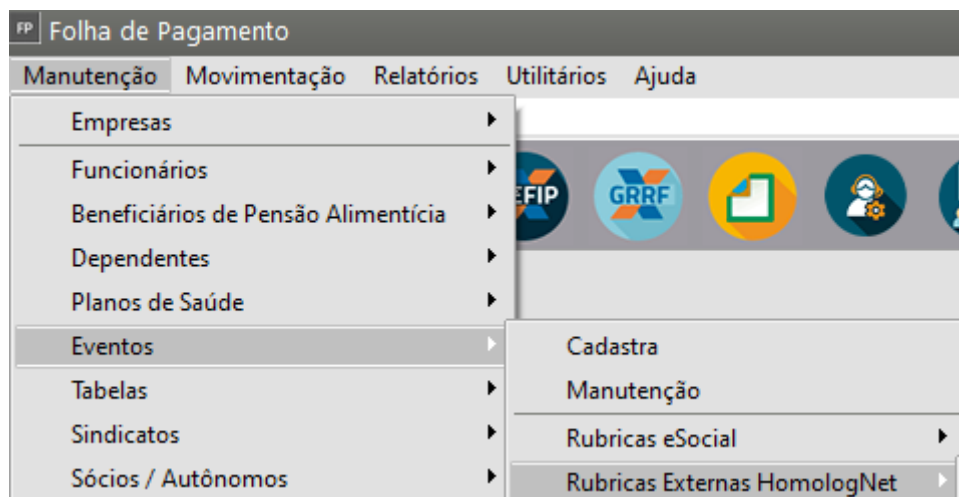 FP Folha de Pagamento
Manutenção Movimentação Relatórios Utilitários Ajuda
Empresas
Funcionários
Beneficiários de Pensão Alimentícia
Dependentes
Planos de Saúde
Eventos
Tabelas
Sindicatos
Sócios / Autônomos
EFIP
GRRF
Cadastra
Manutenção
Rubricas eSocial
Rubricas Externas HomologNet